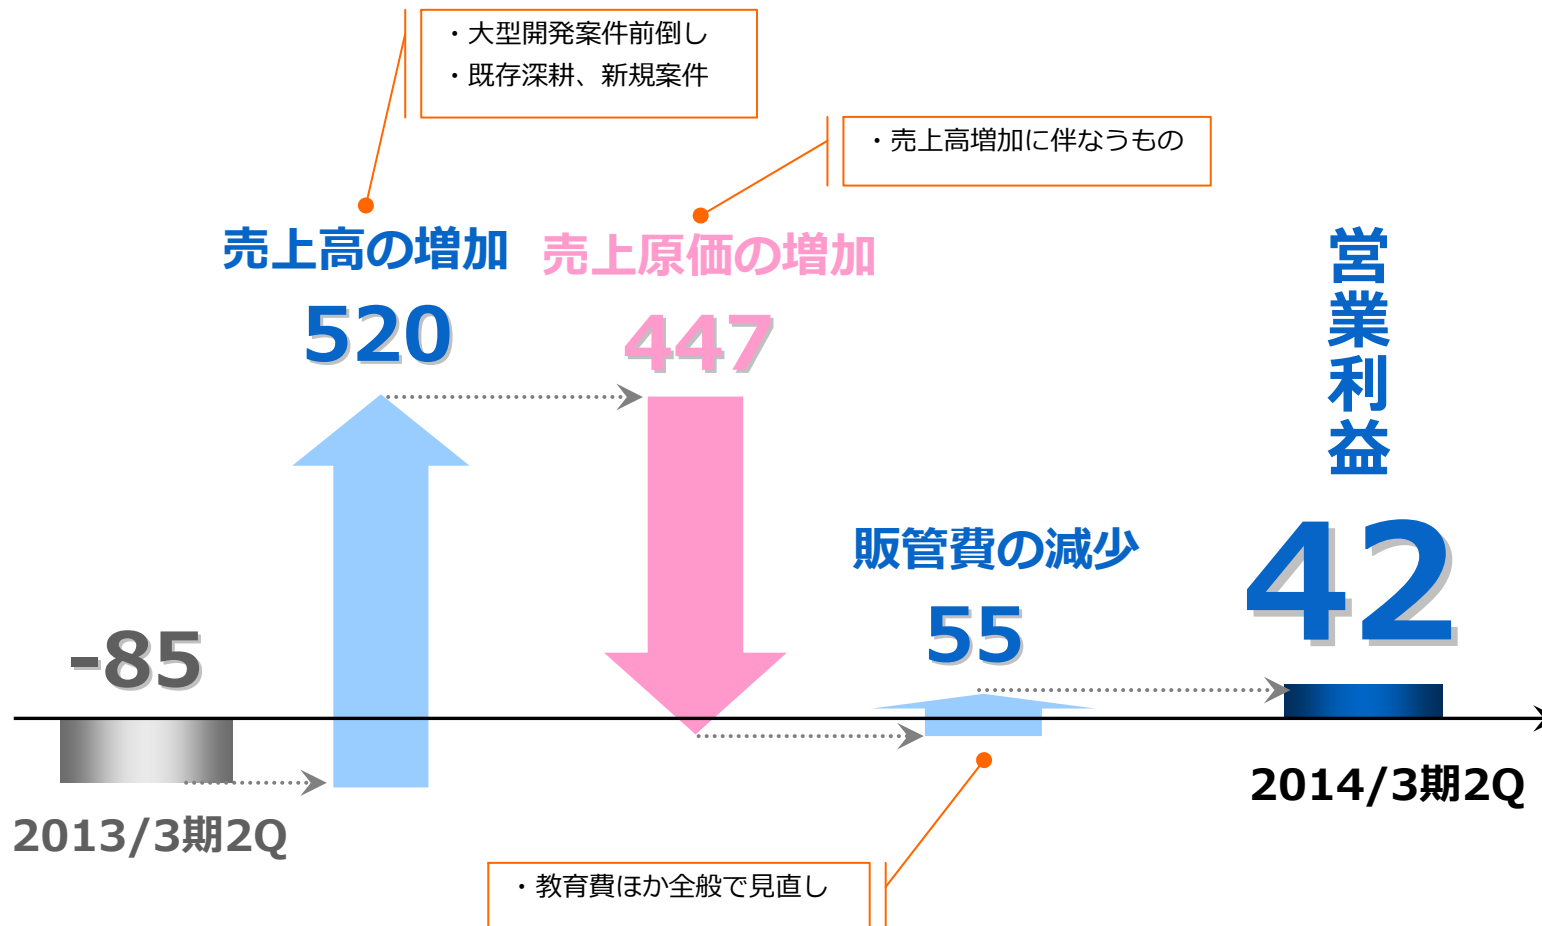 ・大型開発案件前倒し
・既存深耕、新規案件
・売上高増加に伴なうもの
売上高の増加
520
売上原価の増加
447
営業利益
42
販管費の減少
55
-85
2013/3期2Q
2014/3期2Q
・教育費ほか全般で見直し